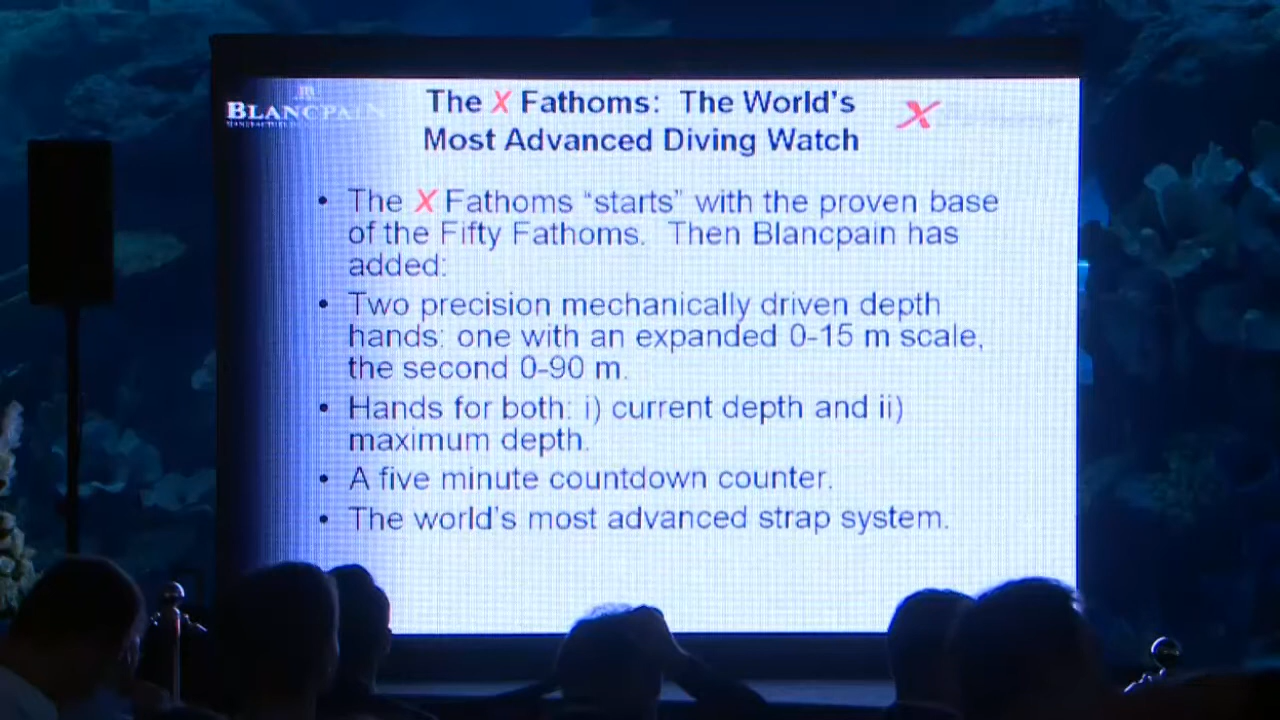 BLANCPAIN
The X Fathoms: The World's
Most Advanced Diving Watch
X
• The X Fathoms “starts” with the proven base
of the Fifty Fathoms. Then Blancpain has
added:
• Two precision mechanically driven depth
hands: one with an expanded 0-15 m scale,
the second 0-90 m.
• Hands for both: i) current depth and ii)
maximum depth.
• A five minute countdown counter.
• The world's most advanced strap system.